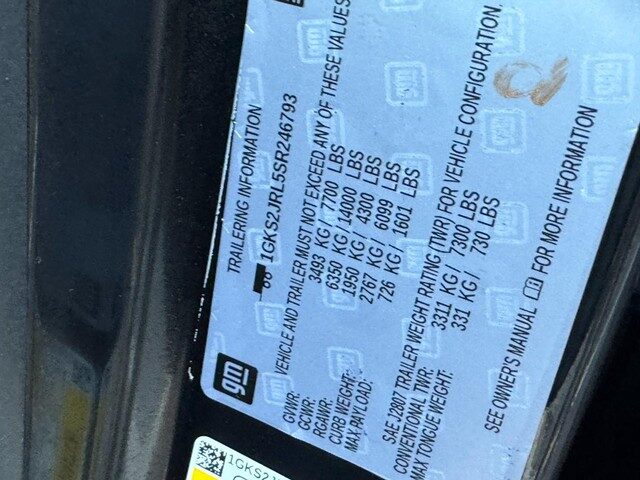 gm
TRAILERING INFORMATION
1GKS2JRL5SR246793
VEHICLE AND TRAILER MUST NOT EXCEED ANY OF THESE VALUES
GVWR: 3493 KG / 7700 LBS
GCWR: 6350 KG / 14000 LBS
RGAWR: 1950 KG / 4300 LBS
CURB WEIGHT: 2767 KG / 6099 LBS
MAX PAYLOAD: 726 KG / 1601 LBS
SAE J2807 TRAILER WEIGHT RATING (TWR) FOR VEHICLE CONFIGURATION.
CONVENTIONAL TWR: 3311 KG / 7300 LBS
MAX TONGUE WEIGHT: 331 KG / 730 LBS
SEE OWNER'S MANUAL FOR MORE INFORMATION
1GKS2J